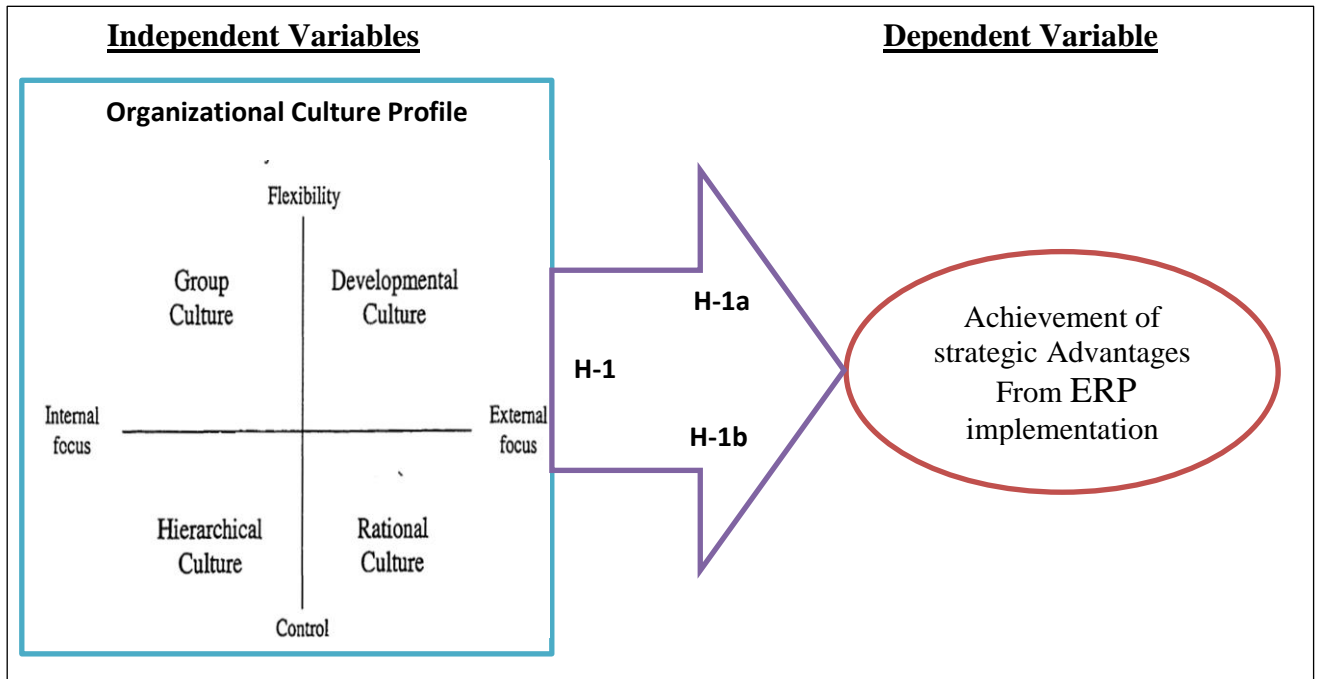 Independent Variables
Dependent Variable
Organizational Culture Profile
Flexibility
Group
Culture
Developmental
Culture
Internal
focus
External
focus
Hierarchical
Culture
Rational
Culture
Control
H-1
H-1a
H-1b
Achievement of
strategic Advantages
From ERP
implementation